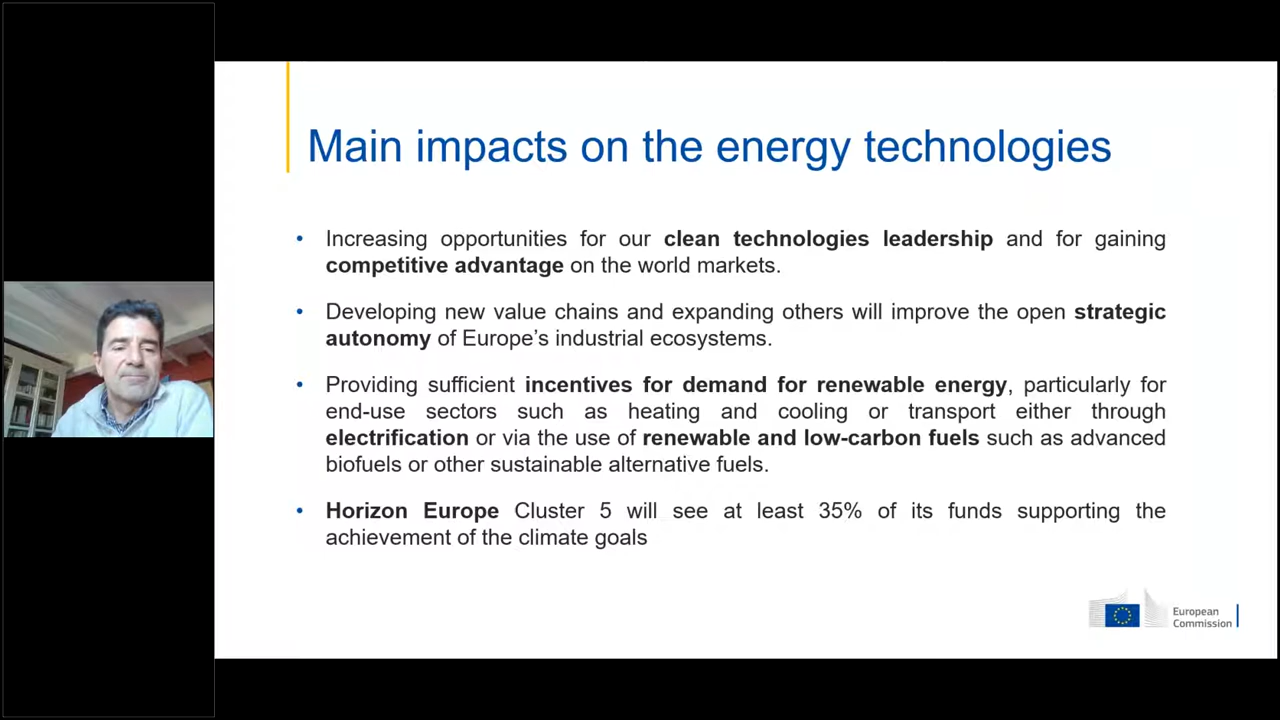 Main impacts on the energy technologies
• Increasing opportunities for our clean technologies leadership and for gaining
competitive advantage on the world markets.
• Developing new value chains and expanding others will improve the open strategic
autonomy of Europe’s industrial ecosystems.
• Providing sufficient incentives for demand for renewable energy, particularly for
end-use sectors such as heating and cooling or transport either through
electrification or via the use of renewable and low-carbon fuels such as advanced
biofuels or other sustainable alternative fuels.
• Horizon Europe Cluster 5 will see at least 35% of its funds supporting the
achievement of the climate goals
European
Commission